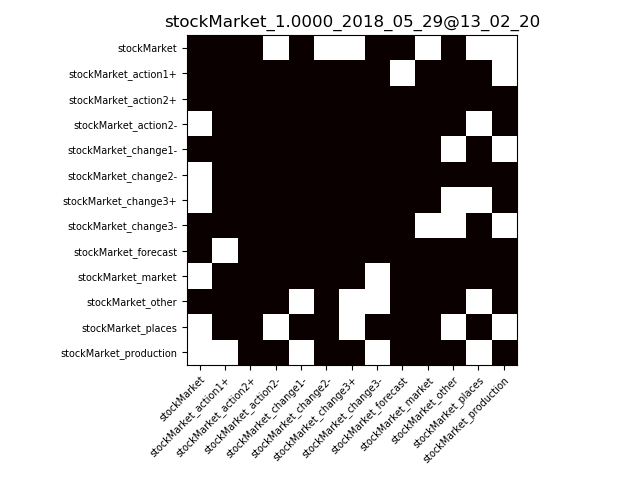 stockMarket_1.0000_2018_05_29@13_02_20
stockMarket
stockMarket_action1+
stockMarket_action2+
stockMarket_action2-
stockMarket_change1-
stockMarket_change2-
stockMarket_change3+
stockMarket_change3-
stockMarket_forecast
stockMarket_market
stockMarket_other
stockMarket_places
stockMarket_production
stockMarket
stockMarket_action1+
stockMarket_action2+
stockMarket_action2-
stockMarket_change1-
stockMarket_change2-
stockMarket_change3+
stockMarket_change3-
stockMarket_forecast
stockMarket_market
stockMarket_other
stockMarket_places
stockMarket_production